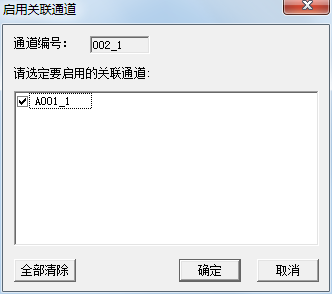 启用关联通道
通道编号： 002_1
请选定要启用的关联通道:
A001_1
全部清除 确定 取消